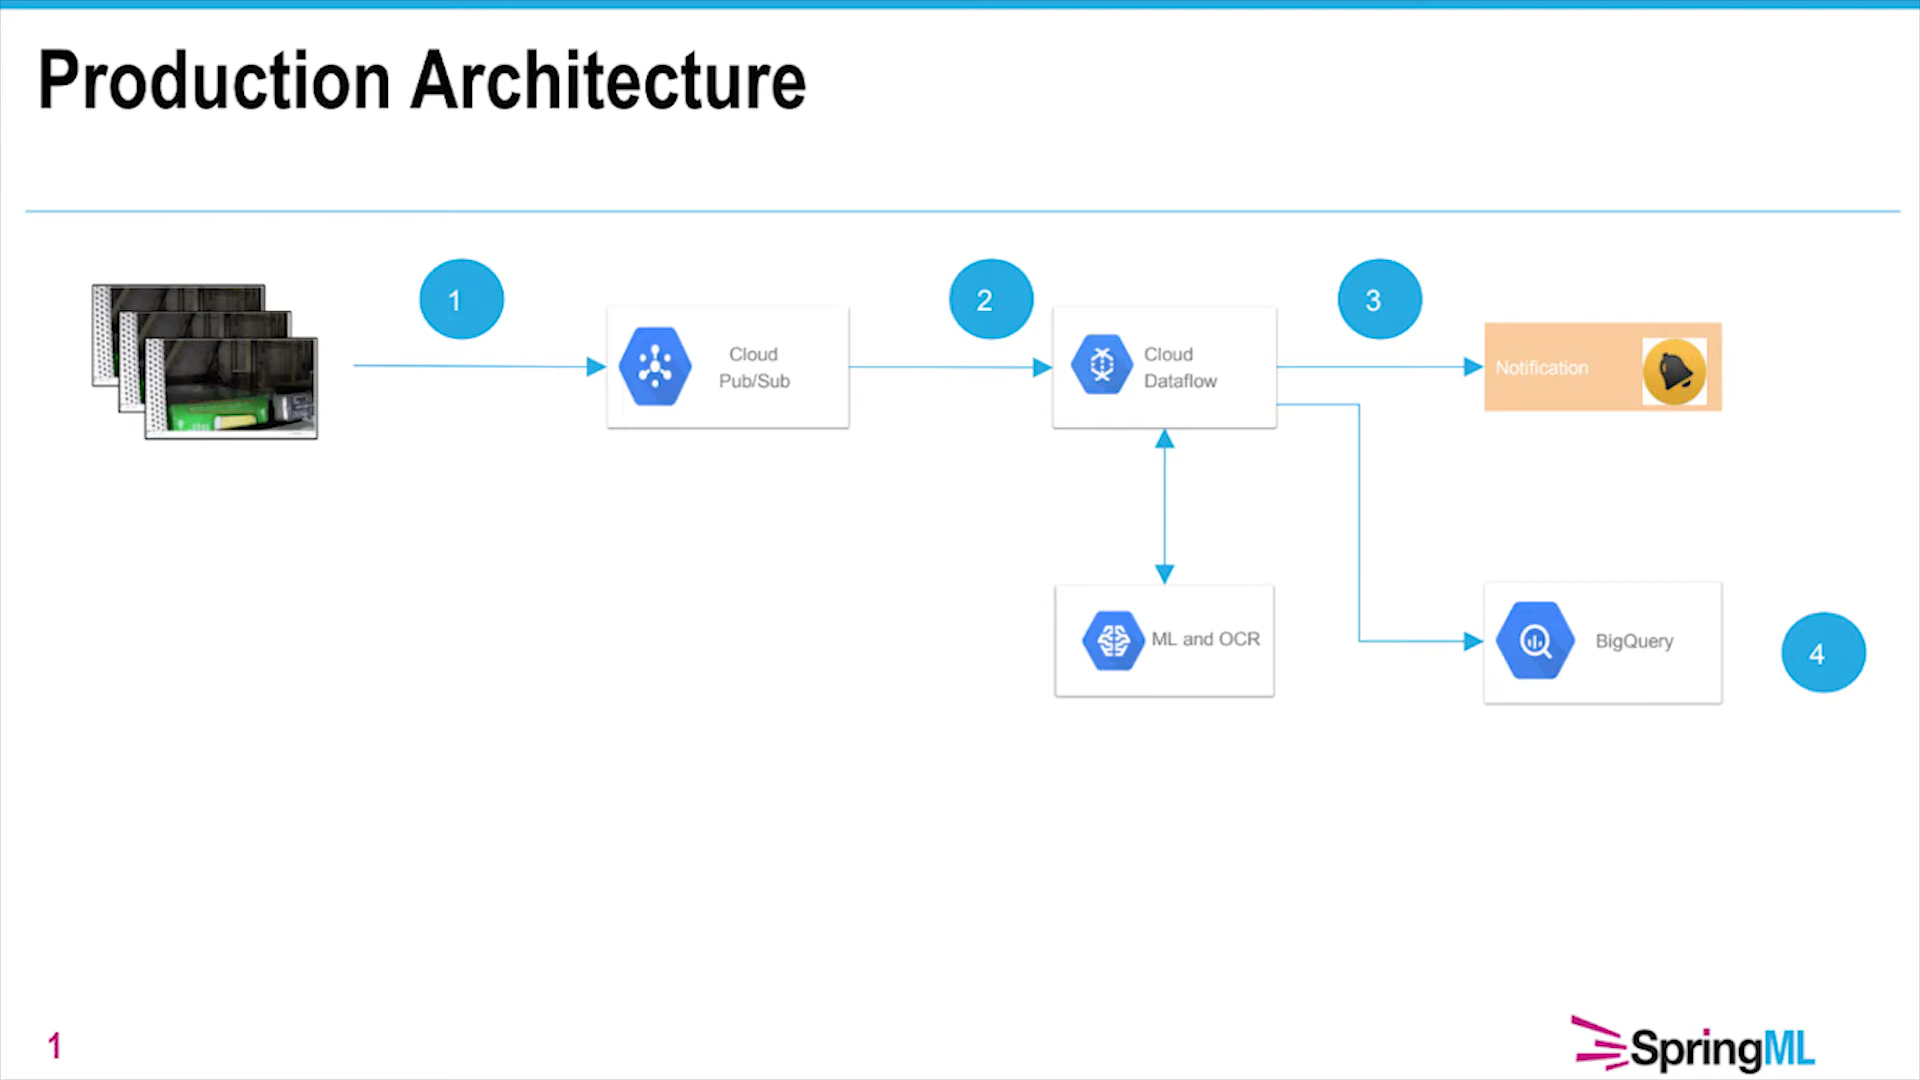 Production Architecture
1
2
3
Cloud
Pub/Sub
Cloud
Dataflow
Notification
ML and OCR
BigQuery
4
1
SpringML